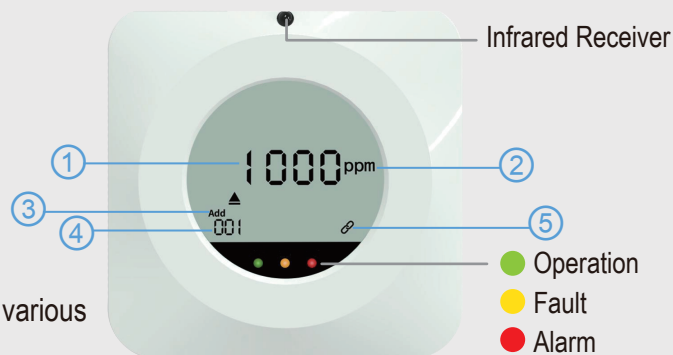 Infrared Receiver
① 1000 ppm ②
③ Add
④ 001 ⑤
Operation
various
Fault
Alarm